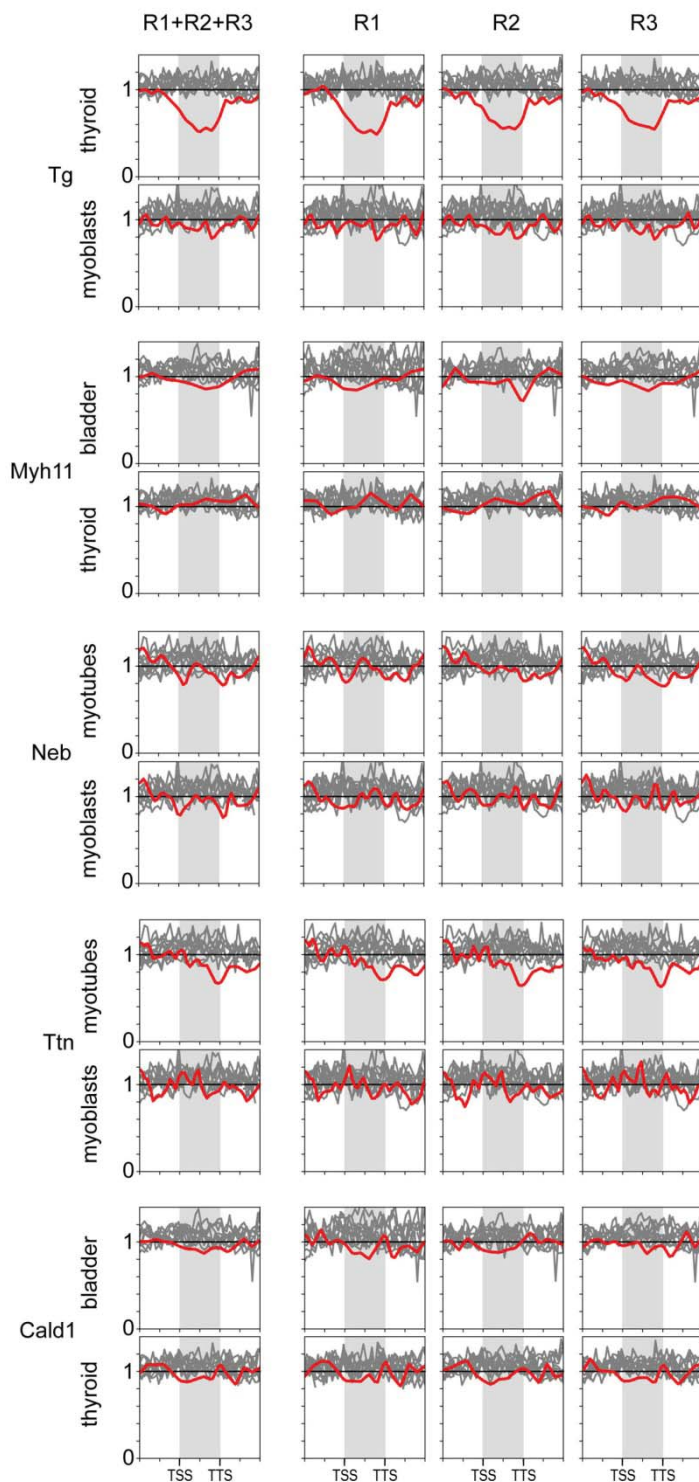 R1+R2+R3 R1 R2 R3
Tg
thyroid
1
0
myoblasts
1
0
Myh11
bladder
1
0
thyroid
1
0
Neb
myotubes
1
0
myoblasts
1
0
Ttn
myotubes
1
0
myoblasts
1
0
Cald1
bladder
1
0
thyroid
1
0
TSS TTS TSS TTS TSS TTS TSS TTS